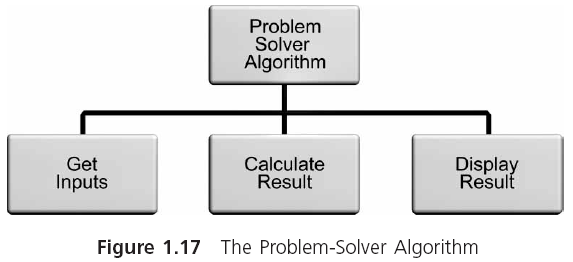 Problem
Solver
Algorithm
Get
Inputs
Calculate
Result
Display
Result
Figure 1.17 The Problem-Solver Algorithm